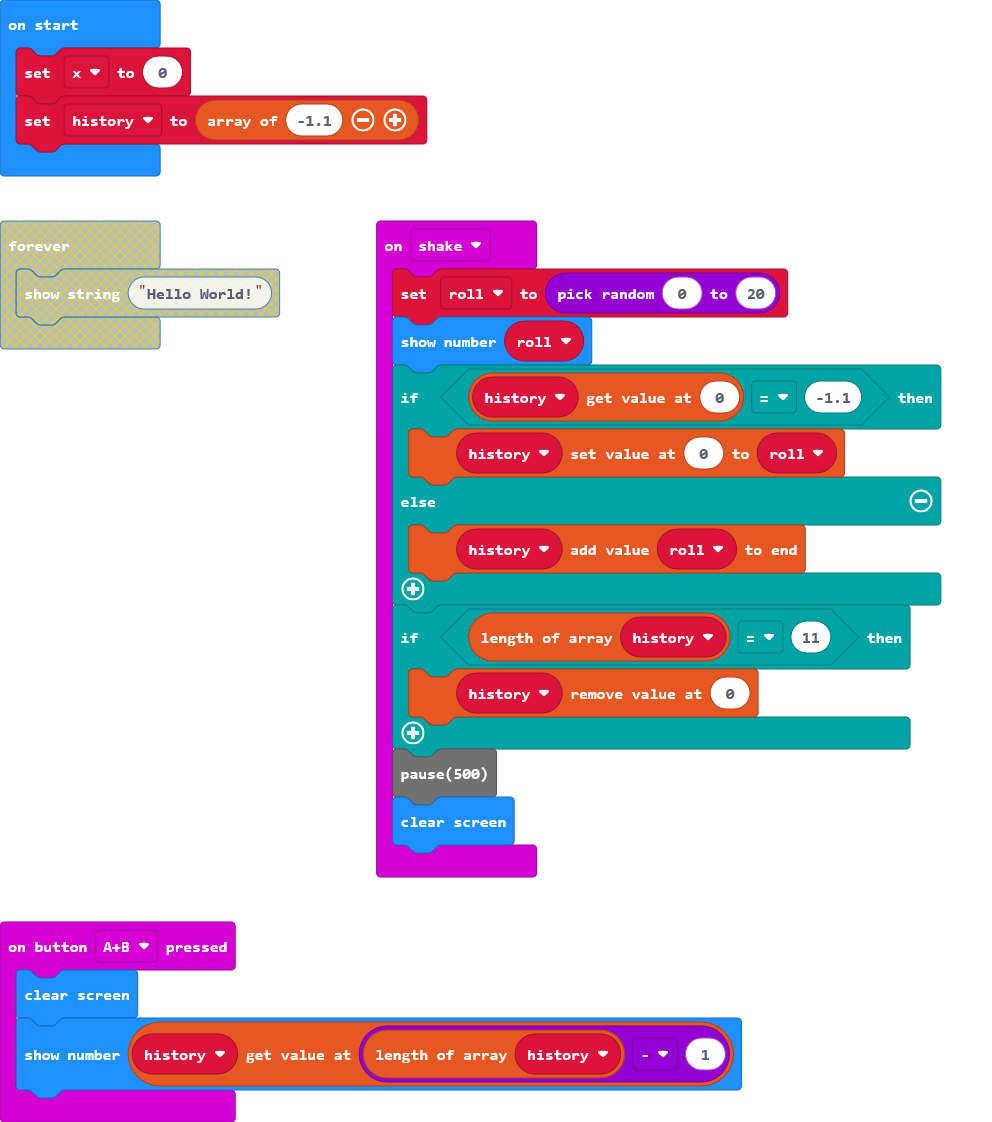 on start
set x to 0
set history to array of -1.1
forever
show string "Hello World!"
on shake
set roll to pick random 0 to 20
show number roll
if history get value at 0 = -1.1 then
history set value at 0 to roll
else
history add value roll to end
if length of array history = 11 then
history remove value at 0
pause(500)
clear screen
on button A+B pressed
clear screen
show number history get value at length of array history - 1